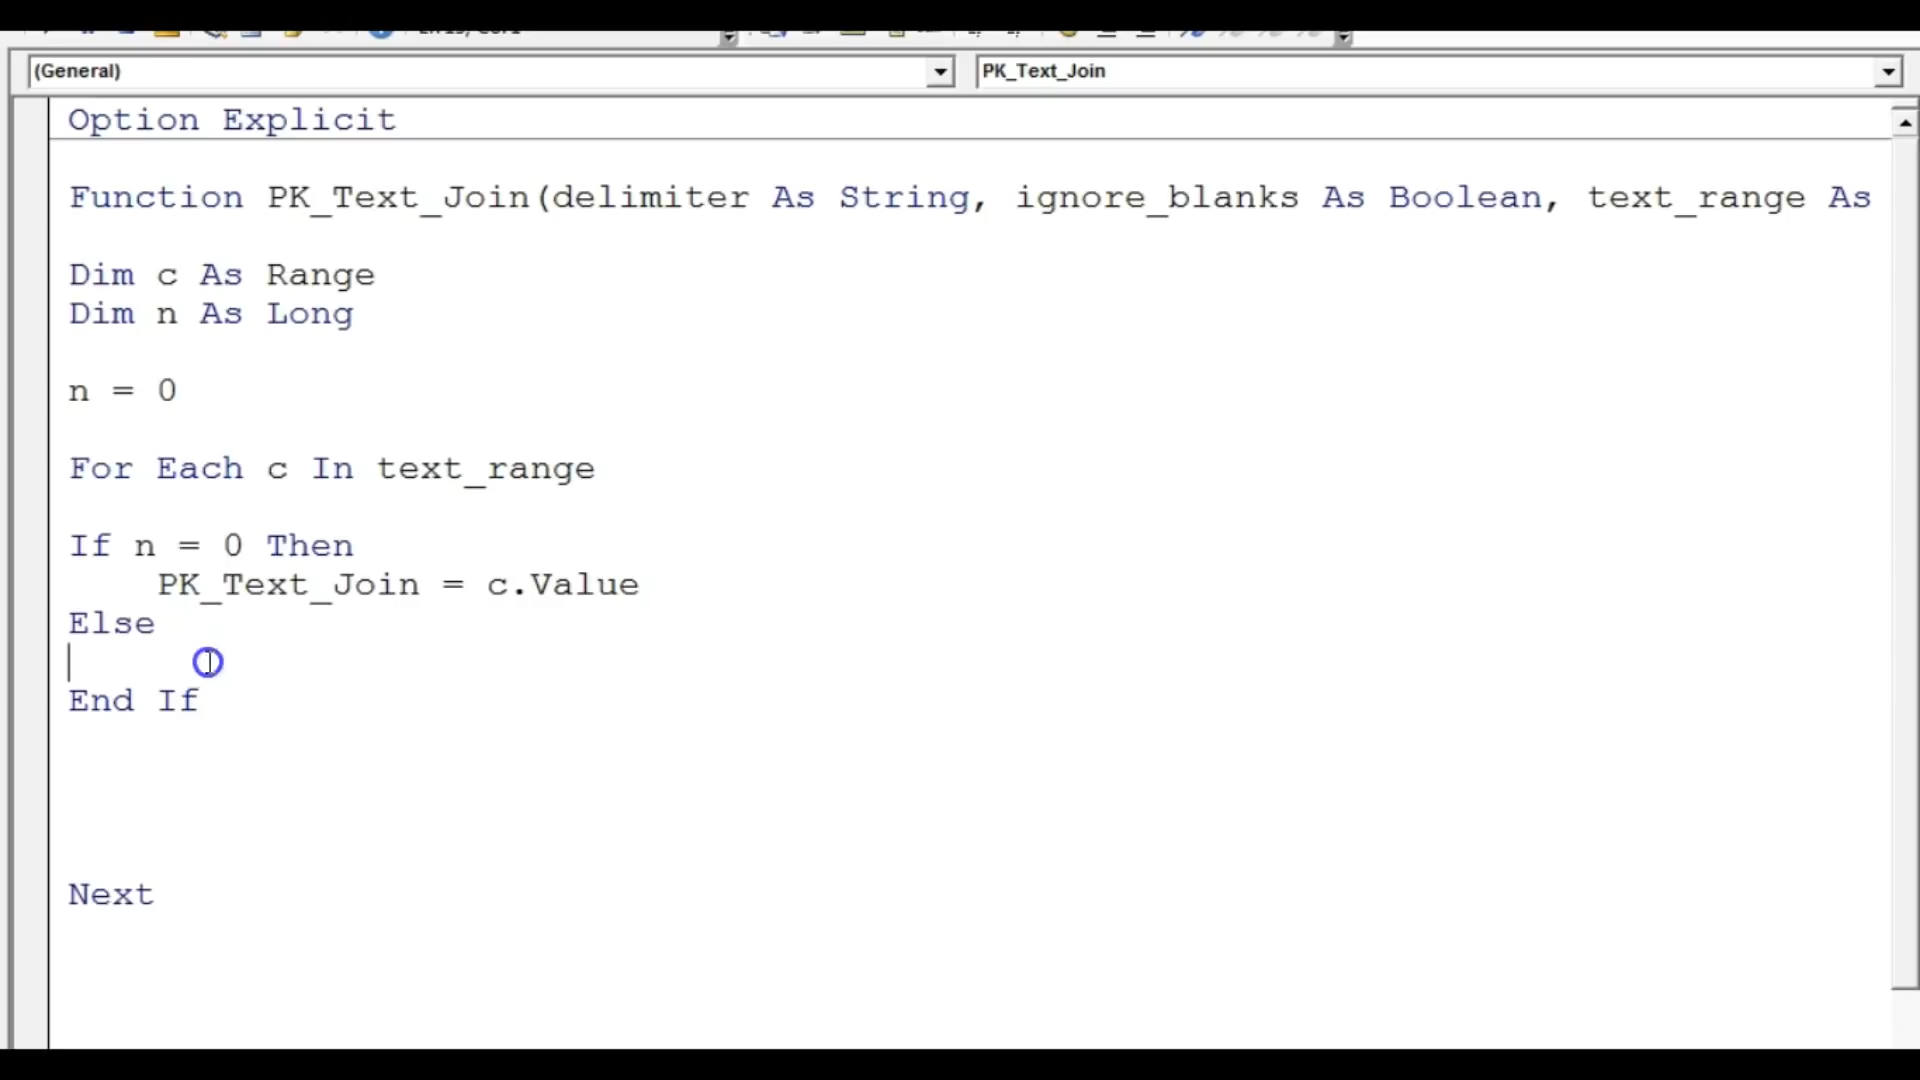 (General)
PK_Text_Join
Option Explicit
Function PK_Text_Join(delimiter As String, ignore_blanks As Boolean, text_range As
Dim c As Range
Dim n As Long
n = 0
For Each c In text_range
If n = 0 Then
PK_Text_Join = c.Value
Else
End If
Next